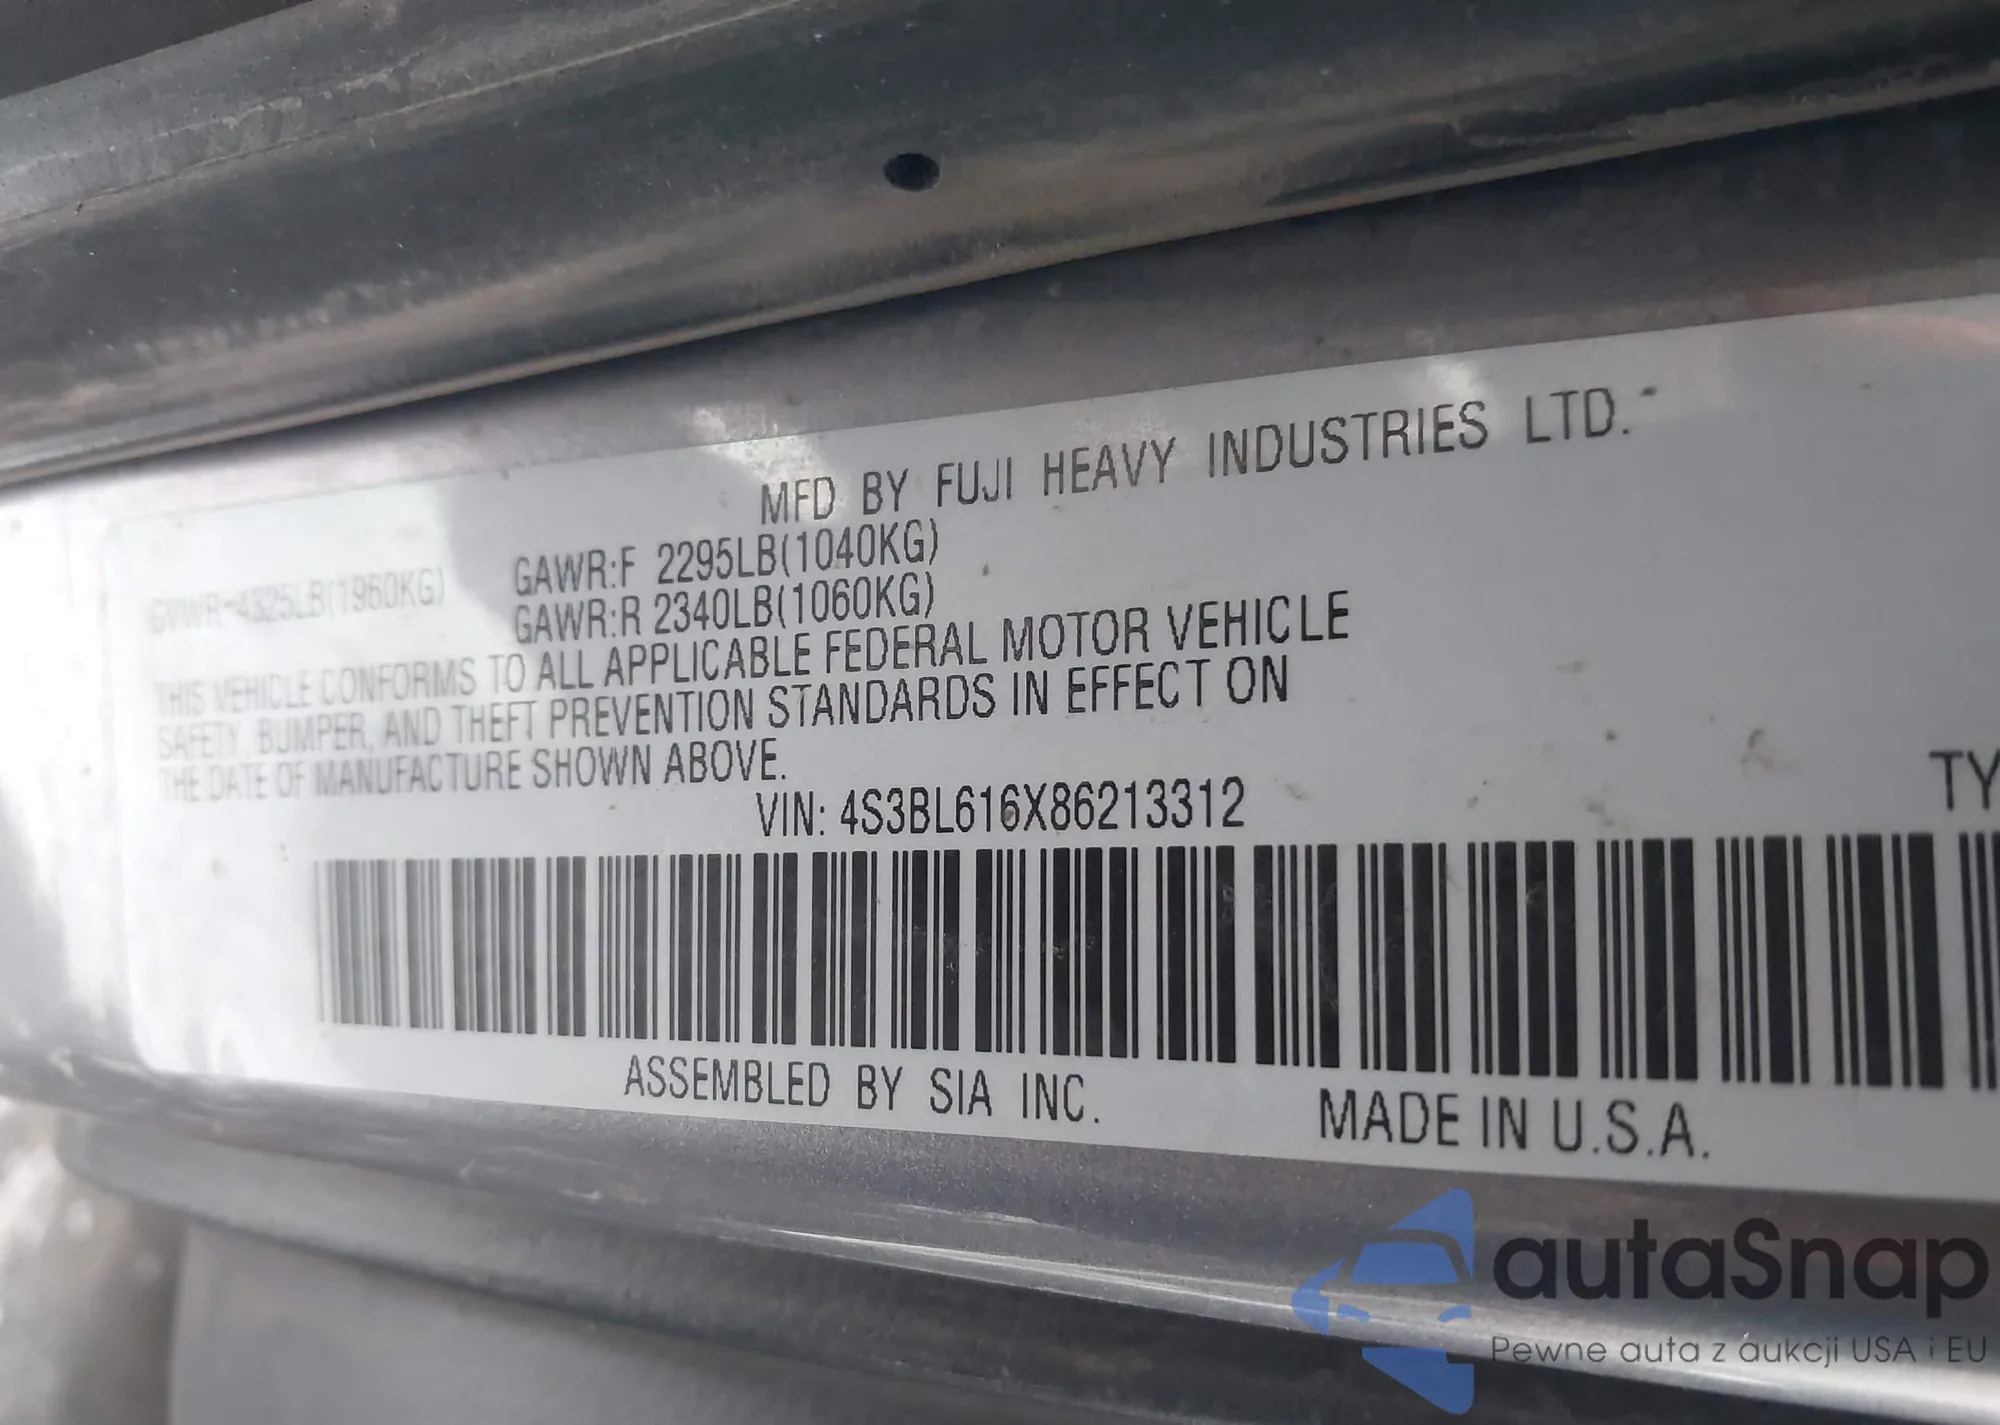 MFD BY FUJI HEAVY INDUSTRIES LTD.
GVWR-4325LB(1960KG) GAWR:F 2295LB(1040KG)
GAWR:R 2340LB(1060KG)
THIS VEHICLE CONFORMS TO ALL APPLICABLE FEDERAL MOTOR VEHICLE
SAFETY, BUMPER, AND THEFT PREVENTION STANDARDS IN EFFECT ON
THE DATE OF MANUFACTURE SHOWN ABOVE.
VIN: 4S3BL616X86213312
TY
ASSEMBLED BY SIA INC. MADE IN U.S.A.
autaSnap
Pewne auta z aukcji USA i EU